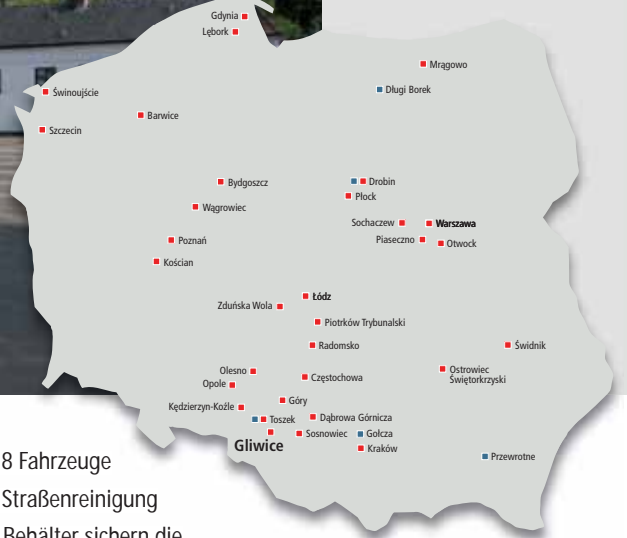 Gdynia
Lębork
Mrągowo
Długi Borek
Świnoujście
Barwice
Szczecin
Bydgoszcz
Drobin
Płock
Wągrowiec
Sochaczew
Warszawa
Poznań
Piaseczno
Otwock
Kościan
Łódz
Zduńska Wola
Piotrków Trybunalski
Radomsko
Świdnik
Olesno
Częstochowa
Ostrowiec
Świętorkrzyski
Opole
Góry
Kędzierzyn-Koźle
Toszek
Dąbrowa Górnicza
Gliwice
Sosnowiec
Gołcza
Kraków
Przewrotne
8 Fahrzeuge
Straßenreinigung
Behälter sichern die